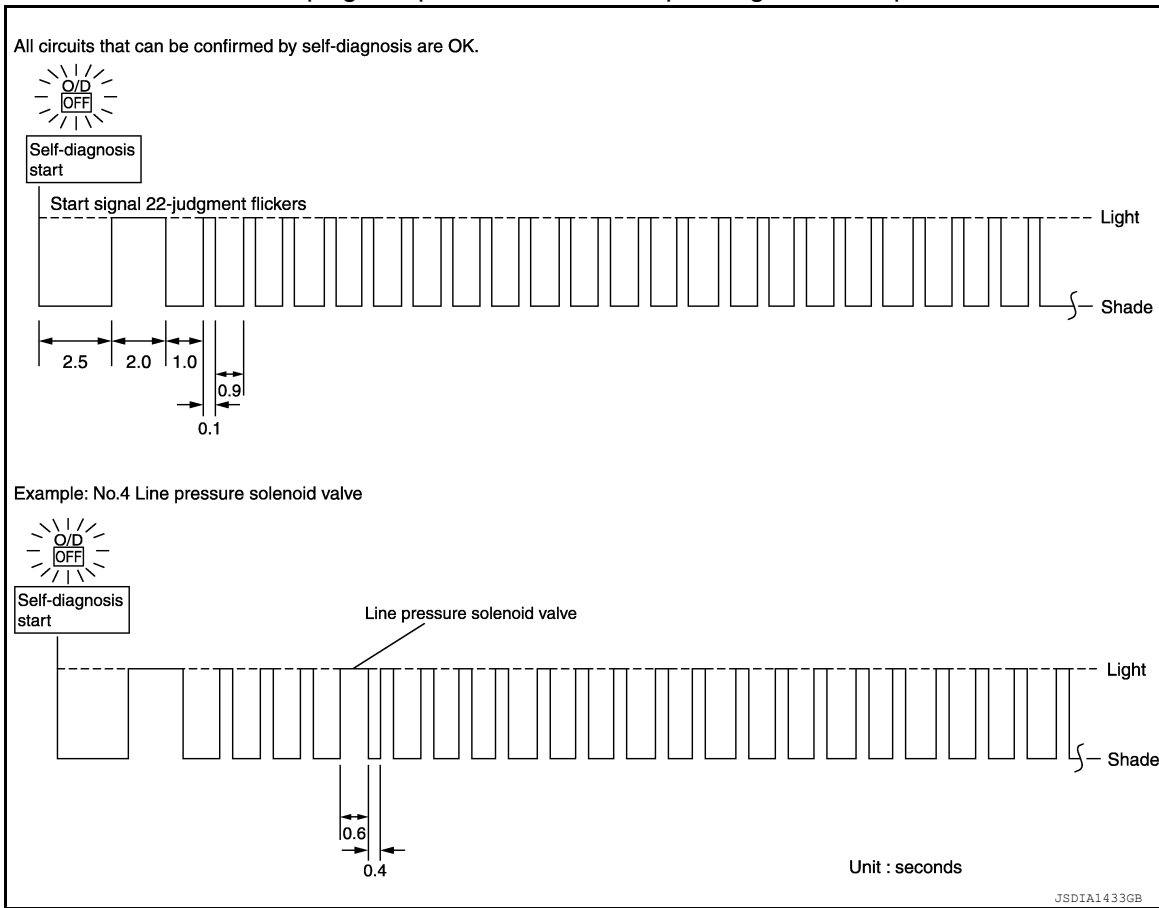 All circuits that can be confirmed by self-diagnosis are OK.
O/D
OFF
Self-diagnosis
start
Start signal 22-judgment flickers
Light
Shade
2.5
2.0
1.0
0.9
0.1
Example: No.4 Line pressure solenoid valve
O/D
OFF
Self-diagnosis
start
Line pressure solenoid valve
Light
Shade
0.6
0.4
Unit : seconds
JSDIA1433GB